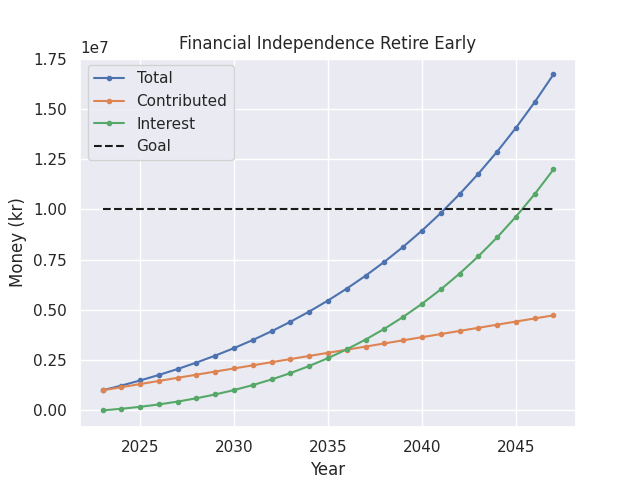 Financial Independence Retire Early
1e7
1.75
1.50
1.25
1.00
0.75
0.50
0.25
0.00
Money (kr)
Total
Contributed
Interest
Goal
2025 2030 2035 2040 2045
Year